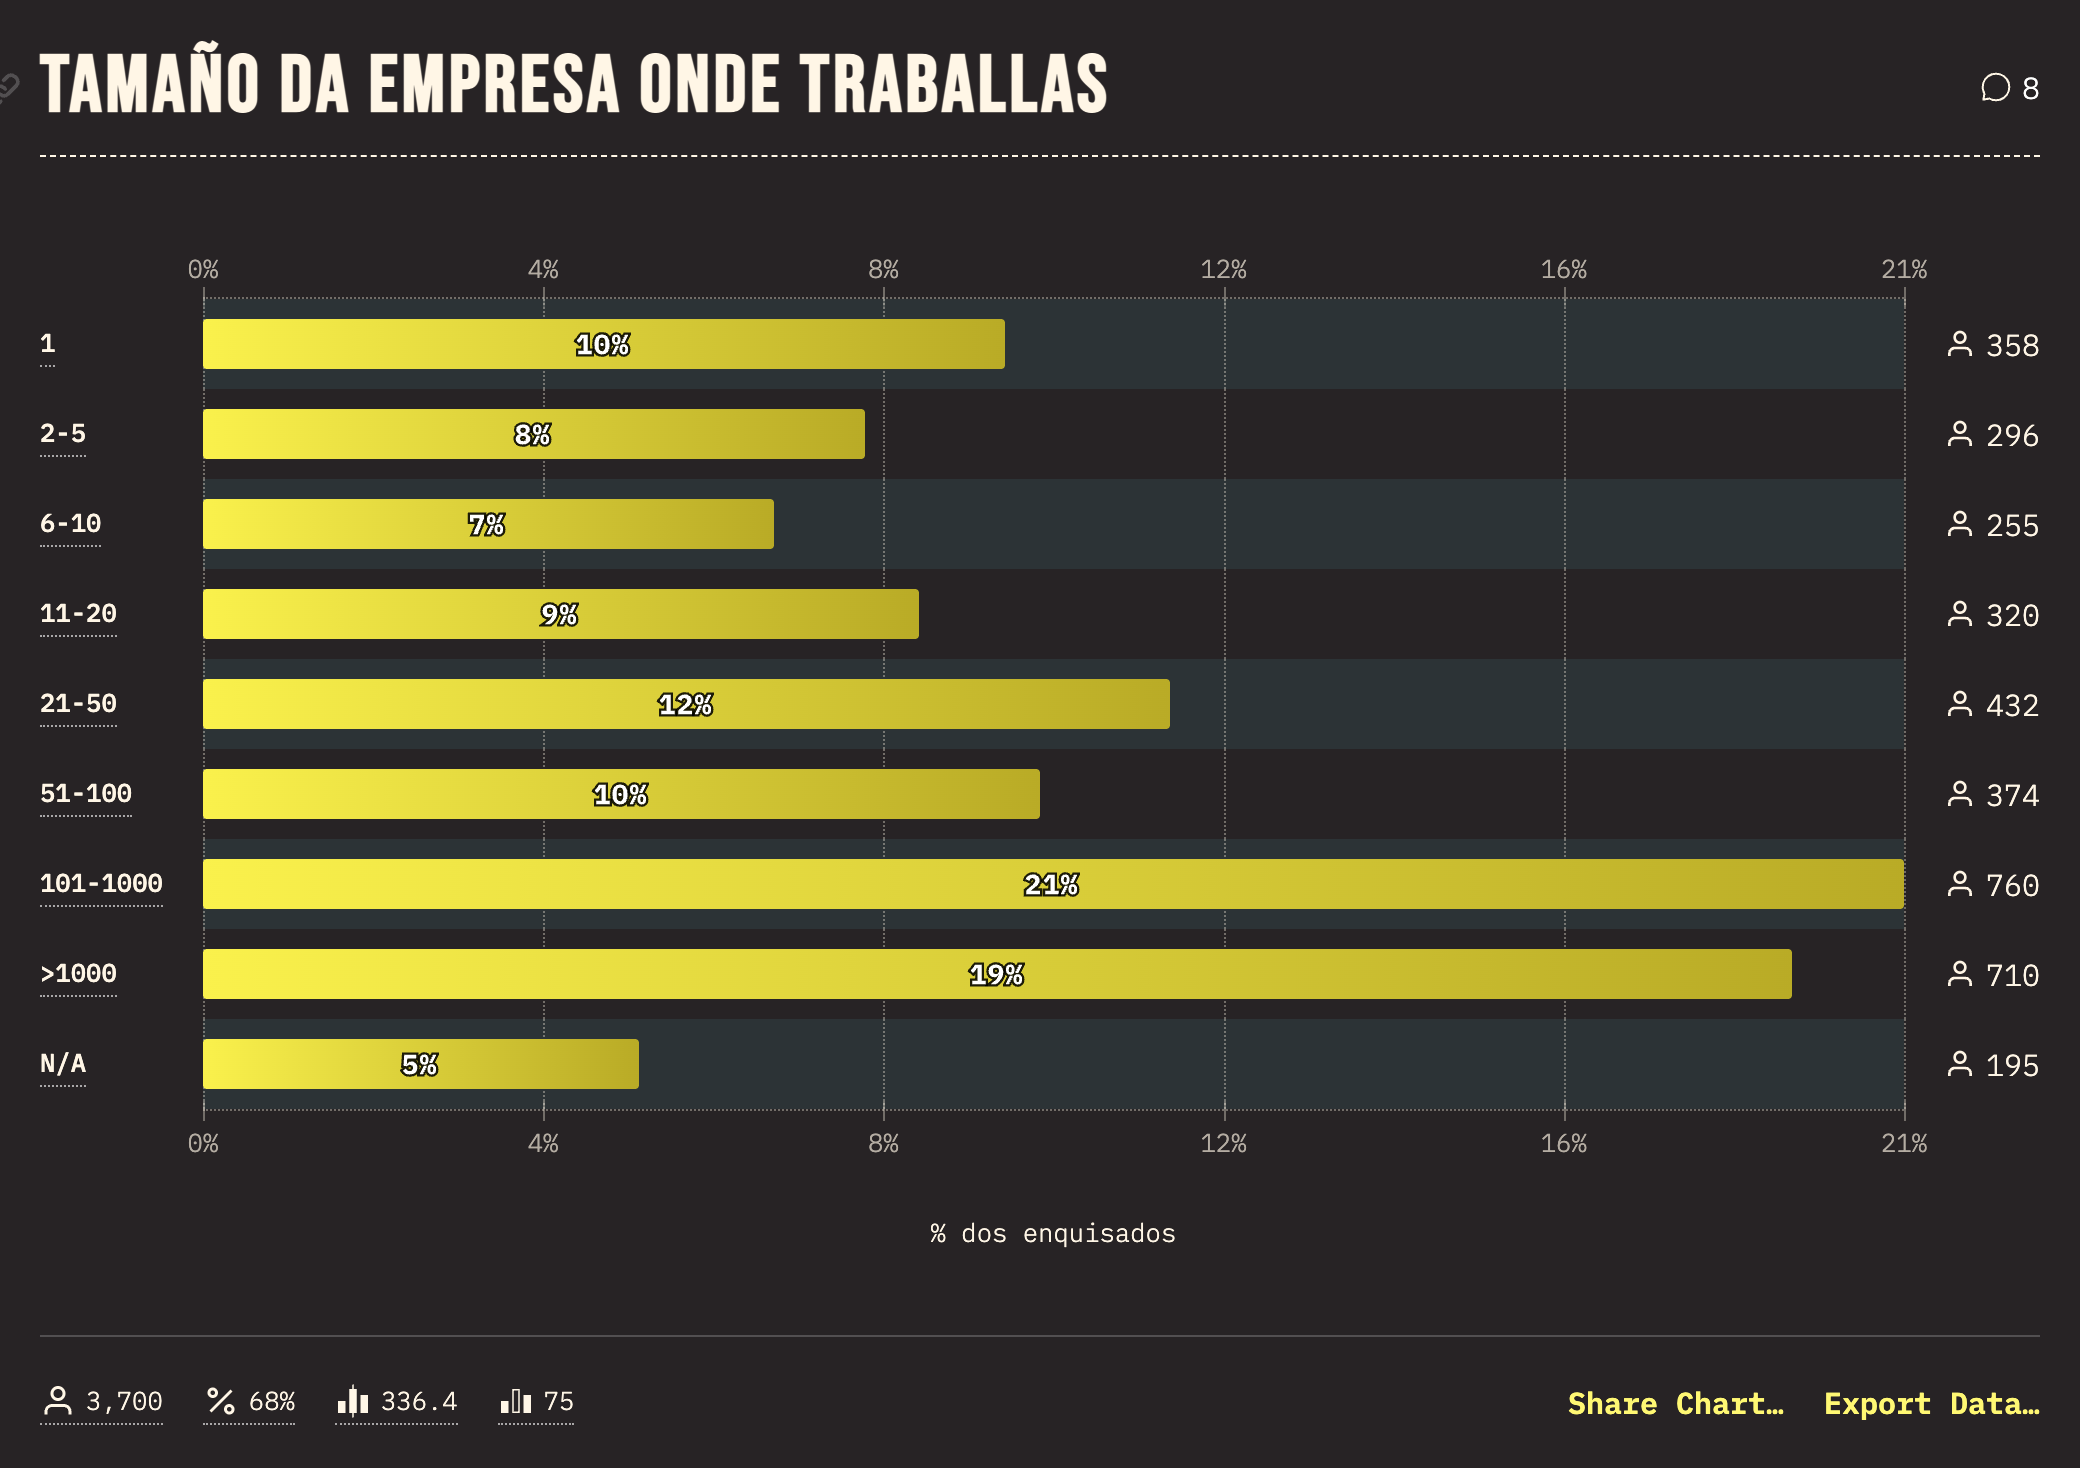 TAMAÑO DA EMPRESA ONDE TRABALLAS
8
0% 4% 8% 12% 16% 21%
1 10% 358
2-5 8% 296
6-10 7% 255
11-20 9% 320
21-50 12% 432
51-100 10% 374
101-1000 21% 760
>1000 19% 710
N/A 5% 195
0% 4% 8% 12% 16% 21%
% dos enquisados
3,700 68% 336.4 75 Share Chart… Export Data…